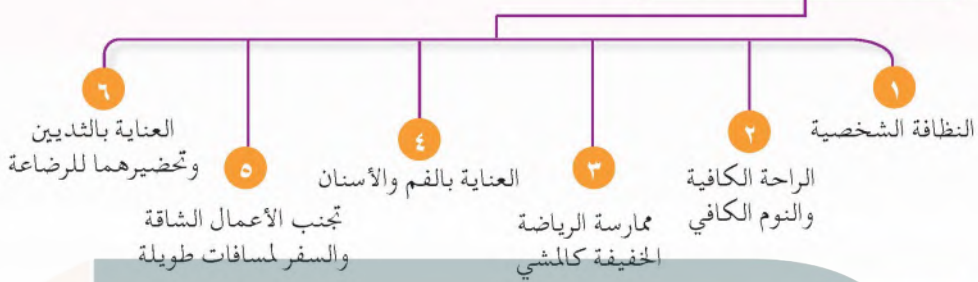 ١
النظافة الشخصية
٢
الراحة الكافية
والنوم الكافي
٣
ممارسة الرياضة
الخفيفة كالمشي
٤
العناية بالفم والأسنان
٥
تجنب الأعمال الشاقة
والسفر لمسافات طويلة
٦
العناية بالثديين
وتحضيرهما للرضاعة